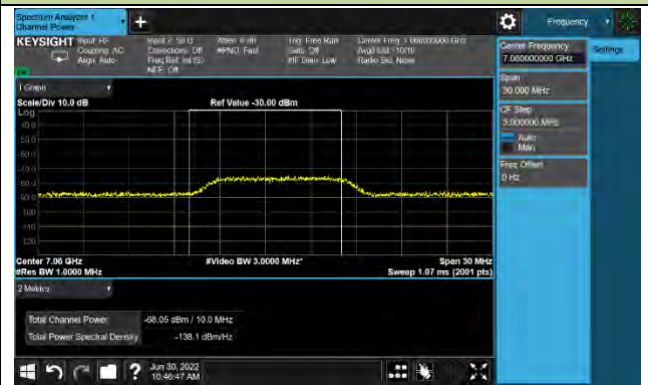 Spectrum Analyzer 1
Channel Power
Frequency
KEYSIGHT Input: RF
Coupling: AC
Align: Auto
Input Z: 50 Ω
Corrections: Off
Freq Ref: Int (S)
NFE: Off
Atten: 0 dB
#PNO: Fast
Trig: Free Run
Gate: Off
#IF Gain: Low
Center Freq: 7.060000000 GHz
Avg|Hold: 10/10
Radio Std: None
Center Frequency
7.060000000 GHz
Settings
Span
30.000 MHz
CF Step
3.000000 MHz
Auto
Man
Freq Offset
0 Hz
1 Graph
Scale/Div 10.0 dB
Ref Value -30.00 dBm
Log
Center 7.06 GHz
#Video BW 3.0000 MHz*
Span 30 MHz
#Res BW 1.0000 MHz
Sweep 1.07 ms (2001 pts)
2 Metrics
Total Channel Power
-68.05 dBm / 10.0 MHz
Total Power Spectral Density
-138.1 dBm/Hz
?
Jun 30, 2022
10:46:47 AM